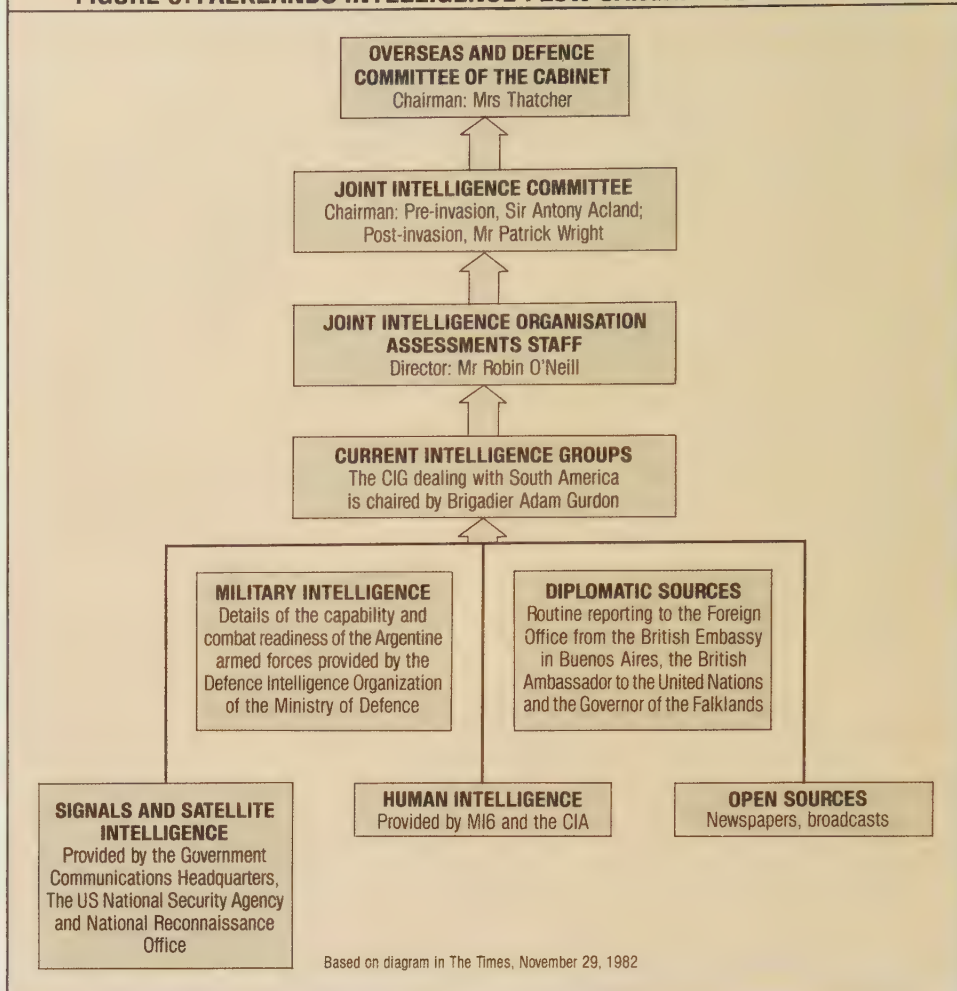 OVERSEAS AND DEFENCE
COMMITTEE OF THE CABINET
Chairman: Mrs Thatcher
JOINT INTELLIGENCE COMMITTEE
Chairman: Pre-invasion, Sir Antony Acland;
Post-invasion, Mr Patrick Wright
JOINT INTELLIGENCE ORGANISATION
ASSESSMENTS STAFF
Director: Mr Robin O'Neill
CURRENT INTELLIGENCE GROUPS
The CIG dealing with South America
is chaired by Brigadier Adam Gurdon
MILITARY INTELLIGENCE
Details of the capability and
combat readiness of the Argentine
armed forces provided by the
Defence Intelligence Organization
of the Ministry of Defence
DIPLOMATIC SOURCES
Routine reporting to the Foreign
Office from the British Embassy
in Buenos Aires, the British
Ambassador to the United Nations
and the Governor of the Falklands
SIGNALS AND SATELLITE
INTELLIGENCE
Provided by the Government
Communications Headquarters,
The US National Security Agency
and National Reconnaissance
Office
HUMAN INTELLIGENCE
Provided by MI6 and the CIA
OPEN SOURCES
Newspapers, broadcasts
Based on diagram in The Times, November 29, 1982